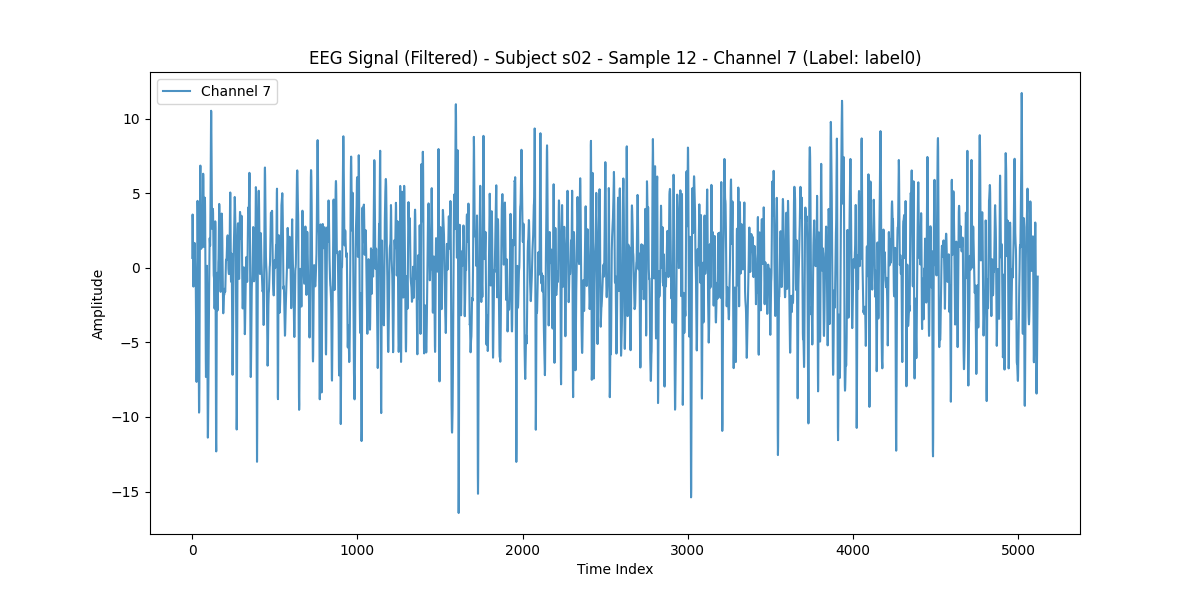 EEG Signal (Filtered) - Subject s02 - Sample 12 - Channel 7 (Label: label0)
Channel 7
10
5
0
−5
−10
−15
Amplitude
0 1000 2000 3000 4000 5000
Time Index